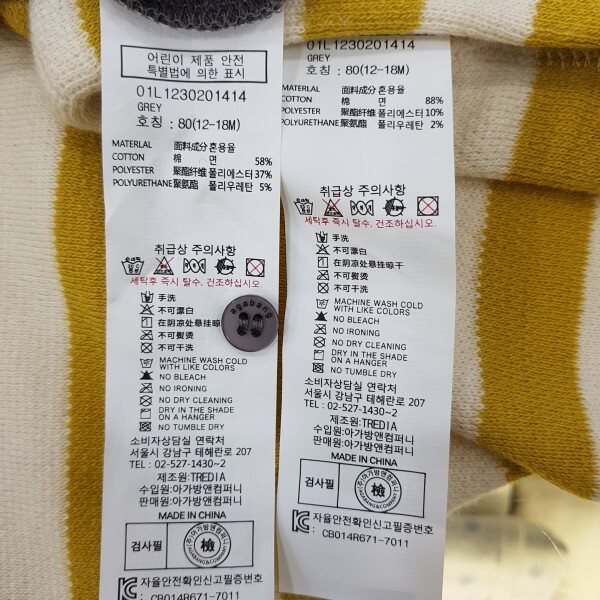 어린이 제품 안전
특별법에 의한 표시
01L1230201414
GREY
호칭 : 80(12-18M)
MATERLAL 面料成分 혼용율
COTTON 棉 면 58%
POLYESTER 聚酯纤维 폴리에스터 37%
POLYURETHANE 聚氨酯 폴리우레탄 5%
취급상 주의사항
세탁후 즉시 탈수, 건조하십시오.
手洗
不可漂白
在阴凉处悬挂晾
不可熨烫
不可干洗
MACHINE WASH COLD
WITH LIKE COLORS
NO BLEACH
NO IRONING
NO DRY CLEANING
DRY IN THE SHADE
ON A HANGER
NO TUMBLE DRY
소비자상담실 연락처
서울시 강남구 테헤란로 207
TEL : 02-527-1430~2
제조원: TREDIA
수입원:아가방앤컴퍼니
판매원:아가방앤컴퍼니
MADE IN CHINA
검사필
檢
자율안전확인신고필증번호
CB014R671-7011
agabang
01L1230201414
GREY
호칭 : 80(12-18M)
MATERLAL 面料成分 혼용율
COTTON 棉 면 88%
POLYESTER 聚酯纤维 폴리에스터 10%
POLYURETHANE 聚氨酯 폴리우레탄 2%
취급상 주의사항
세탁후 즉시 탈수, 건조하십시오.
手洗
不可漂白
在阴凉处悬挂晾干
不可熨烫
不可干洗
MACHINE WASH COLD
WITH LIKE COLORS
NO BLEACH
NO IRONING
NO DRY CLEANING
DRY IN THE SHADE
ON A HANGER
NO TUMBLE DRY
소비자상담실 연락처
서울시 강남구 테헤란로 207
TEL : 02-527-1430~2
제조원: TREDIA
수입원:아가방앤컴퍼니
판매원:아가방앤컴퍼니
MADE IN CHINA
검사필
檢
자율안전확인신고필증번호
CB014R671-7011